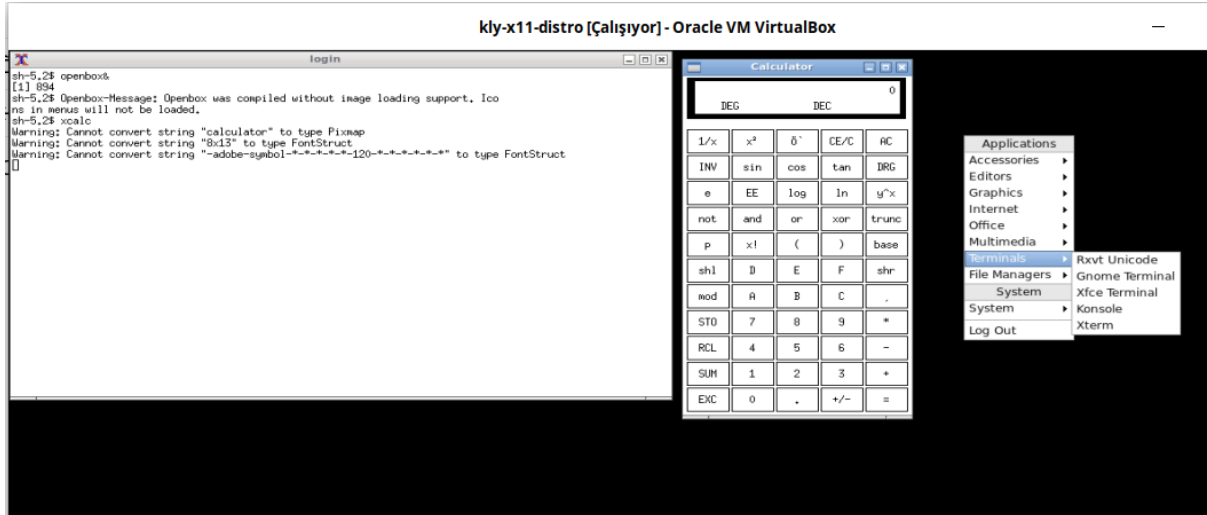 kly-x11-distro [Çalışıyor] - Oracle VM VirtualBox
login
sh-5.2$ openbox&
[1] 894
sh-5.2$ Openbox-Message: Openbox was compiled without image loading support. Ico
ns in menus will not be loaded.
sh-5.2$ xcalc
Warning: Cannot convert string "calculator" to type Pixmap
Warning: Cannot convert string "8x13" to type FontStruct
Warning: Cannot convert string "-adobe-symbol-*-*-*-*-*-120-*-*-*-*-*-*" to type FontStruct
Calculator
0
DEG DEC
1/x x² õ` CE/C AC
INV sin cos tan DRG
e EE log ln y^x
not and or xor trunc
p x! ( ) base
shl D E F shr
mod A B C ,
STO 7 8 9 *
RCL 4 5 6 -
SUM 1 2 3 +
EXC 0 . +/- =
Applications
Accessories
Editors
Graphics
Internet
Office
Multimedia
Terminals
File Managers
System
System
Log Out
Rxvt Unicode
Gnome Terminal
Xfce Terminal
Konsole
Xterm